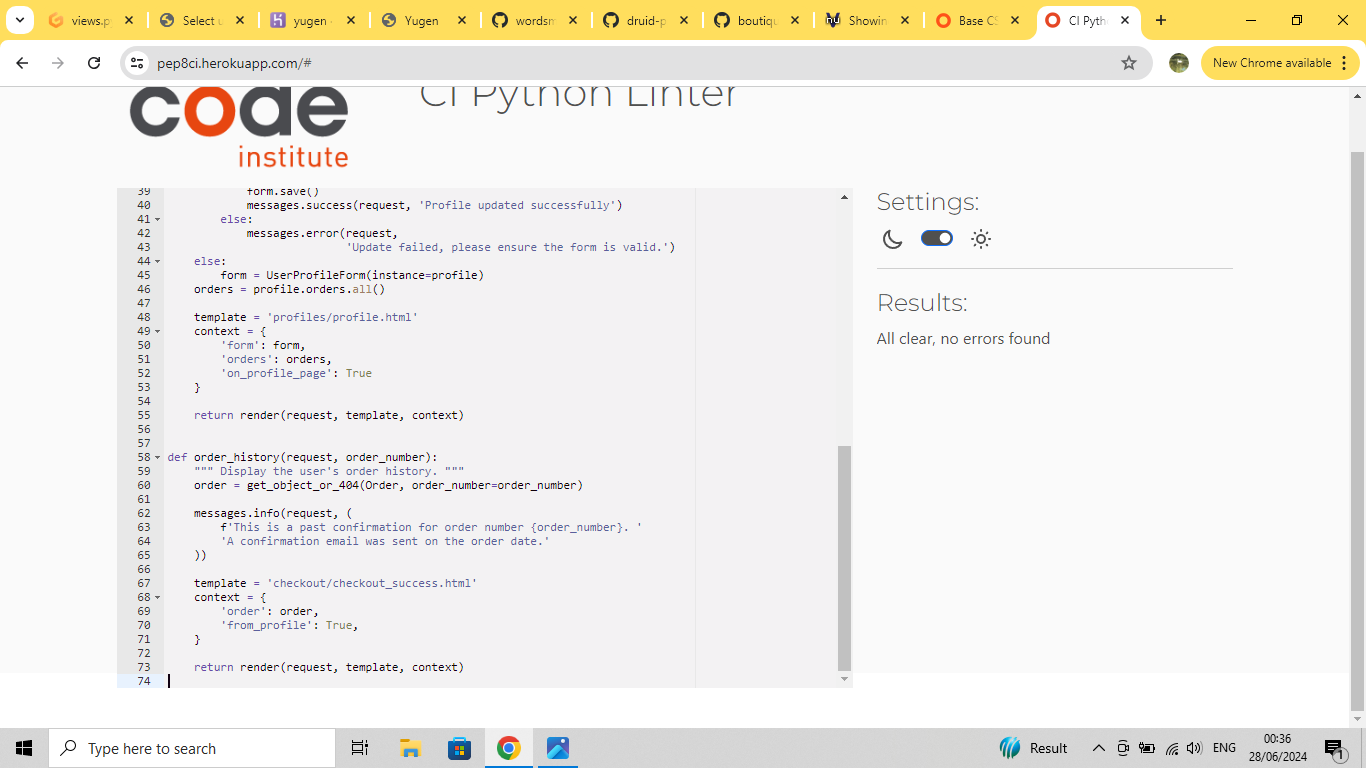 views.p
Select u
yugen
Yugen
wordsm
druid-p
boutiqu
Showin
Base CS
CI Pyth
pep8ci.herokuapp.com/#
New Chrome available
code
institute
CI Python Linter
39 form.save()
40 messages.success(request, 'Profile updated successfully')
41 else:
42 messages.error(request,
43 'Update failed, please ensure the form is valid.')
44 else:
45 form = UserProfileForm(instance=profile)
46 orders = profile.orders.all()
47
48 template = 'profiles/profile.html'
49 context = {
50 'form': form,
51 'orders': orders,
52 'on_profile_page': True
53 }
54
55 return render(request, template, context)
56
57
58 def order_history(request, order_number):
59 """ Display the user's order history. """
60 order = get_object_or_404(Order, order_number=order_number)
61
62 messages.info(request, (
63 f'This is a past confirmation for order number {order_number}. '
64 'A confirmation email was sent on the order date.'
65 ))
66
67 template = 'checkout/checkout_success.html'
68 context = {
69 'order': order,
70 'from_profile': True,
71 }
72
73 return render(request, template, context)
74
Settings:
Results:
All clear, no errors found
Type here to search
Result
ENG
00:36
28/06/2024
1